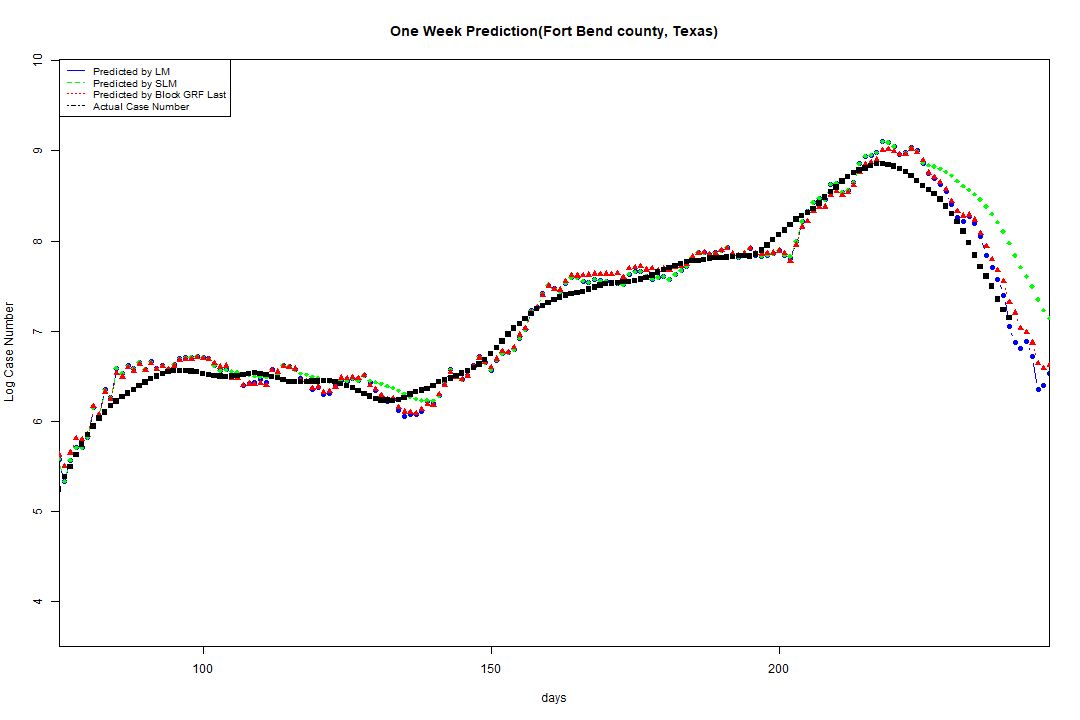 One Week Prediction(Fort Bend county, Texas)
Predicted by LM
Predicted by SLM
Predicted by Block GRF Last
Actual Case Number
10
9
8
7
6
5
4
Log Case Number
100 150 200
days